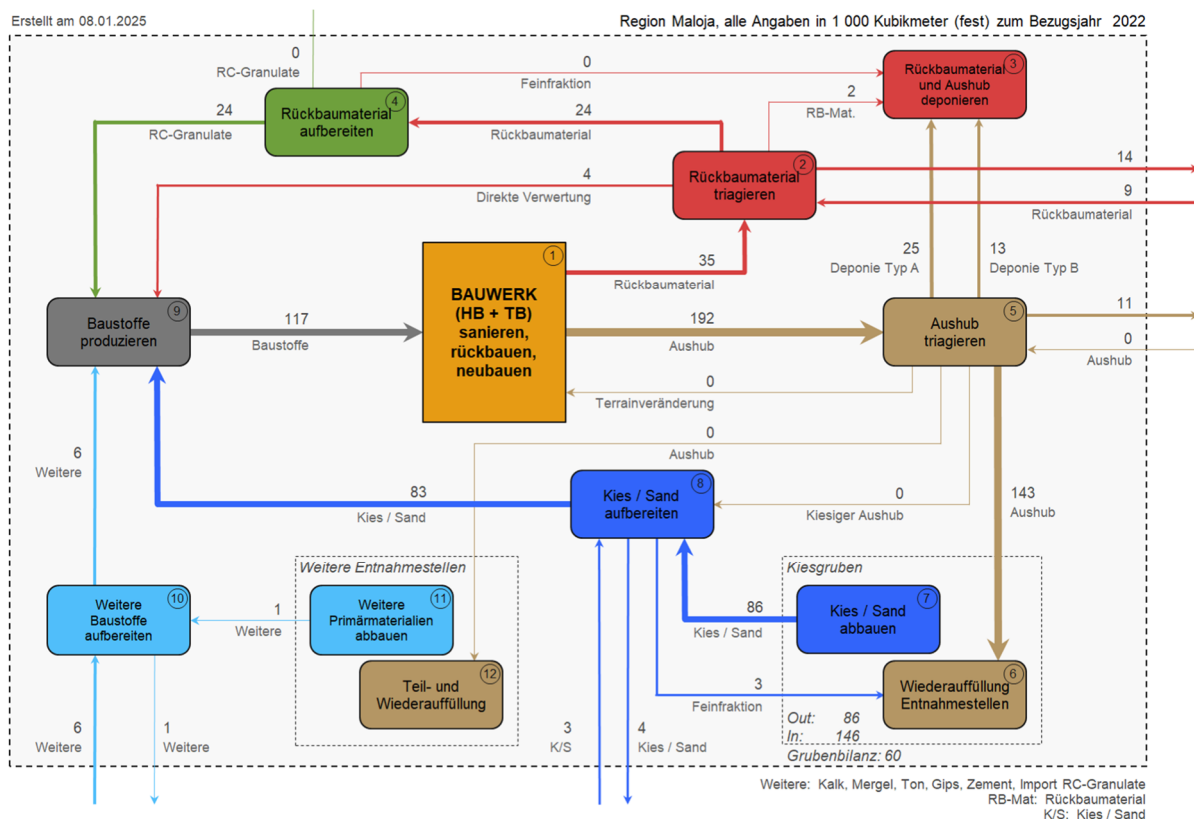 Erstellt am 08.01.2025
Region Maloja, alle Angaben in 1 000 Kubikmeter (fest) zum Bezugsjahr 2022
0
RC-Granulate
0
Feinfraktion
3
Rückbaumaterial
und Aushub
deponieren
2
RB-Mat.
4
Rückbaumaterial
aufbereiten
24
RC-Granulate
24
Rückbaumaterial
2
Rückbaumaterial
triagieren
14
9
Rückbaumaterial
4
Direkte Verwertung
25
Deponie Typ A
13
Deponie Typ B
1
BAUWERK
(HB + TB)
sanieren,
rückbauen,
neubauen
35
Rückbaumaterial
9
Baustoffe
produzieren
117
Baustoffe
192
Aushub
5
Aushub
triagieren
11
0
Aushub
0
Terrainveränderung
0
Aushub
6
Weitere
83
Kies / Sand
8
Kies / Sand
aufbereiten
0
Kiesiger Aushub
143
Aushub
Weitere Entnahmestellen
Kiesgruben
10
Weitere
Baustoffe
aufbereiten
1
Weitere
11
Weitere
Primärmaterialien
abbauen
86
Kies / Sand
7
Kies / Sand
abbauen
12
Teil- und
Wiederauffüllung
3
Feinfraktion
6
Wiederauffüllung
Entnahmestellen
6
Weitere
1
Weitere
3
K/S
4
Kies / Sand
Out: 86
In: 146
Grubenbilanz: 60
Weitere: Kalk, Mergel, Ton, Gips, Zement, Import RC-Granulate
RB-Mat: Rückbaumaterial
K/S: Kies / Sand